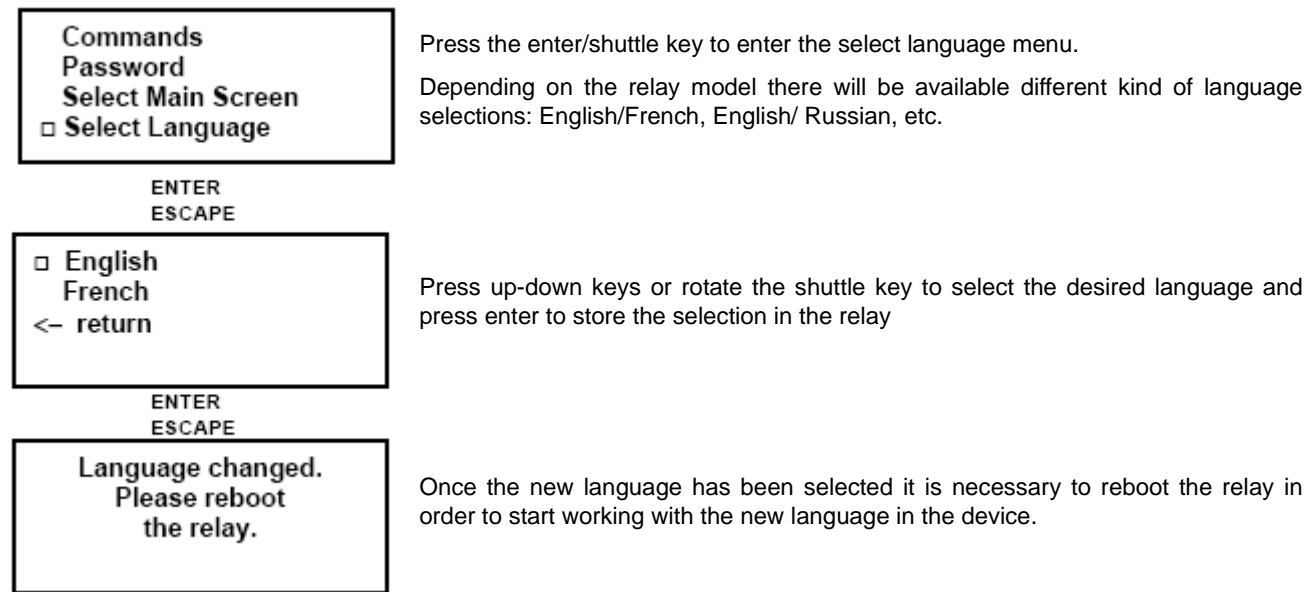 Commands
Password
Select Main Screen
□ Select Language
Press the enter/shuttle key to enter the select language menu.
Depending on the relay model there will be available different kind of language
selections: English/French, English/ Russian, etc.
ENTER
ESCAPE
□ English
French
<– return
Press up-down keys or rotate the shuttle key to select the desired language and
press enter to store the selection in the relay
ENTER
ESCAPE
Language changed.
Please reboot
the relay.
Once the new language has been selected it is necessary to reboot the relay in
order to start working with the new language in the device.